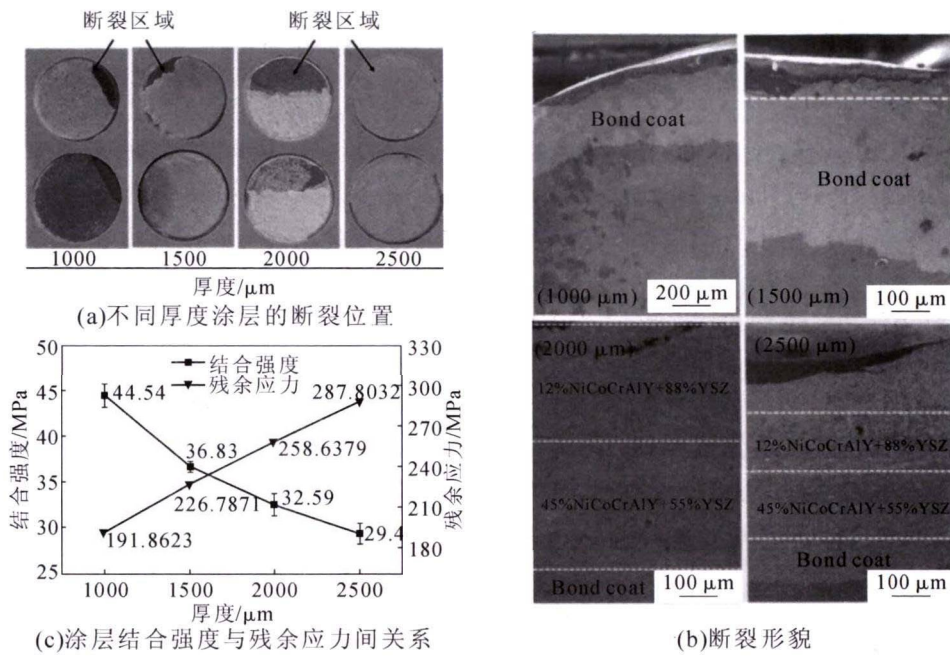 断裂区域 断裂区域
1000 1500 2000 2500
厚度/μm
(a)不同厚度涂层的断裂位置
50 45 40 35 30 25
结合强度/MPa
结合强度
残余应力
44.54
36.83
32.59
29.4
191.8623
226.7871
258.6379
287.8032
330 300 270 240 210 180
残余应力/MPa
1000 1500 2000 2500
厚度/μm
(c)涂层结合强度与残余应力间关系
Bond coat
(1000 μm) 200 μm
Bond coat
(1500 μm) 100 μm
(2000 μm)
12%NiCoCrAlY+88%YSZ
45%NiCoCrAlY+55%YSZ
Bond coat 100 μm
(2500 μm)
12%NiCoCrAlY+88%YSZ
45%NiCoCrAlY+55%YSZ
Bond coat
100 μm
(b)断裂形貌